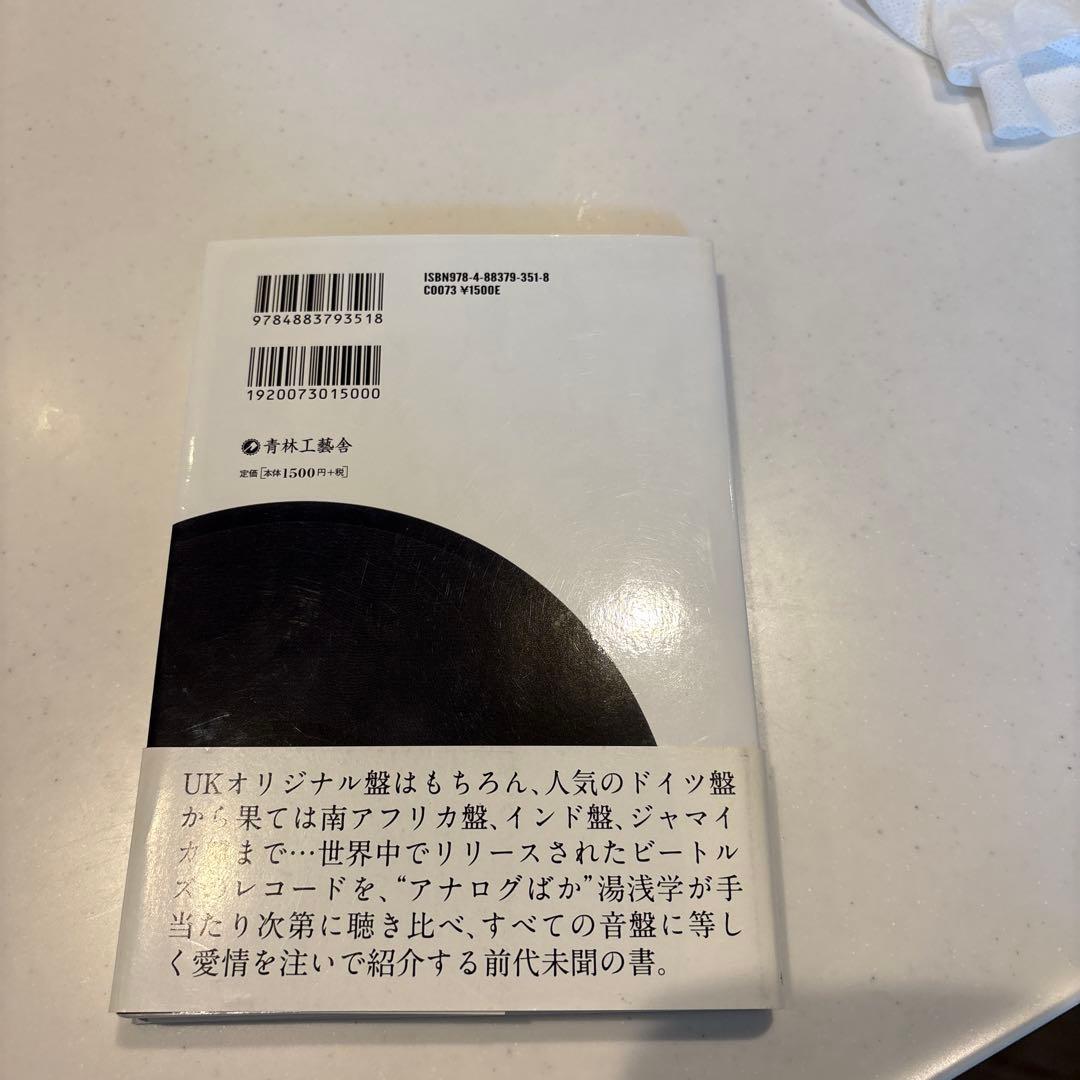 ISBN978-4-88379-351-8
C0073 ¥1500E
9784883793518
1920073015000
青林工藝舎
定価[本体1500円+税]
UKオリジナル盤はもちろん、人気のドイツ盤
から果ては南アフリカ盤、インド盤、ジャマイ
カ盤まで…世界中でリリースされたビートル
ズのレコードを、“アナログばか”湯浅学が手
当たり次第に聴き比べ、すべての音盤に等し
く愛情を注いで紹介する前代未聞の書。